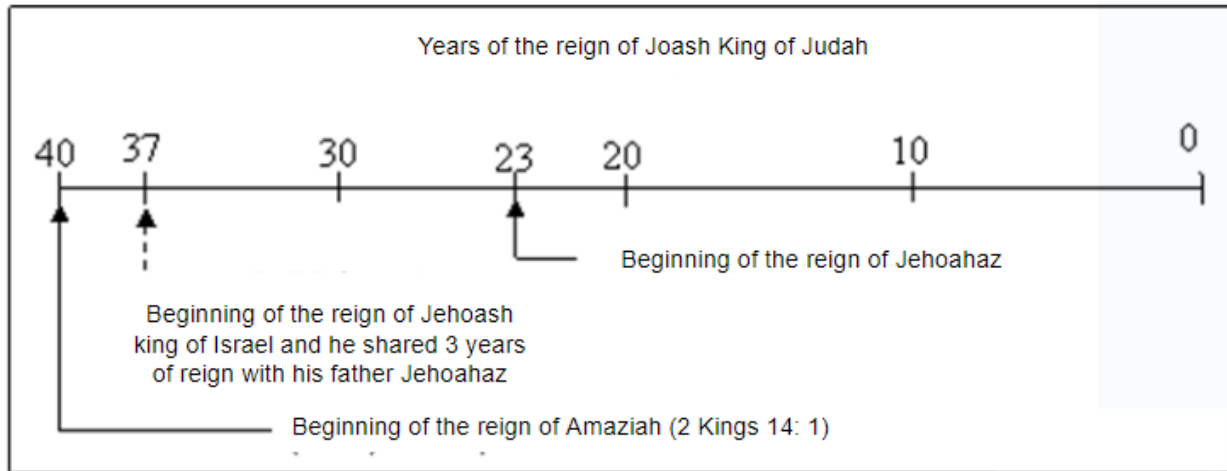 Years of the reign of Joash King of Judah
40 37 30 23 20 10 0
Beginning of the reign of Jehoahaz
Beginning of the reign of Jehoash
king of Israel and he shared 3 years
of reign with his father Jehoahaz
Beginning of the reign of Amaziah (2 Kings 14: 1)